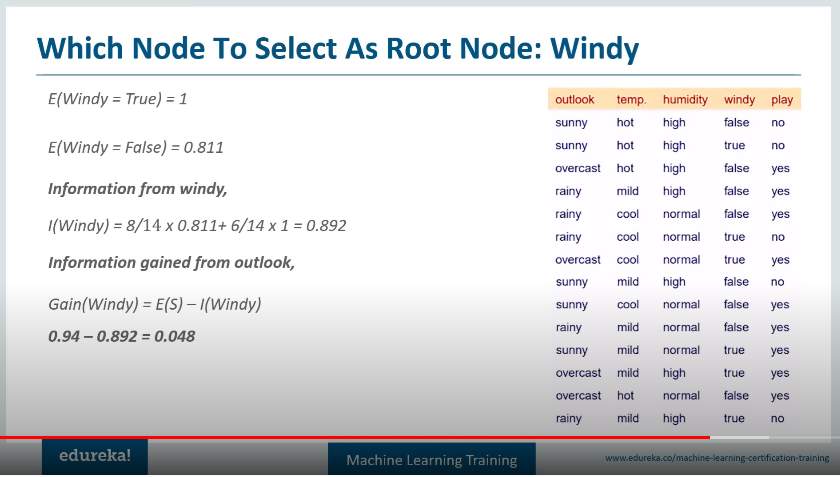 Which Node To Select As Root Node: Windy
E(Windy = True) = 1
E(Windy = False) = 0.811
Information from windy,
I(Windy) = 8/14 x 0.811+ 6/14 x 1 = 0.892
Information gained from outlook,
Gain(Windy) = E(S) – I(Windy)
0.94 – 0.892 = 0.048
outlook temp. humidity windy play
sunny hot high false no
sunny hot high true no
overcast hot high false yes
rainy mild high false yes
rainy cool normal false yes
rainy cool normal true no
overcast cool normal true yes
sunny mild high false no
sunny cool normal false yes
rainy mild normal false yes
sunny mild normal true yes
overcast mild high true yes
overcast hot normal false yes
rainy mild high true no
edureka!
Machine Learning Training
www.edureka.co/machine-learning-certification-training